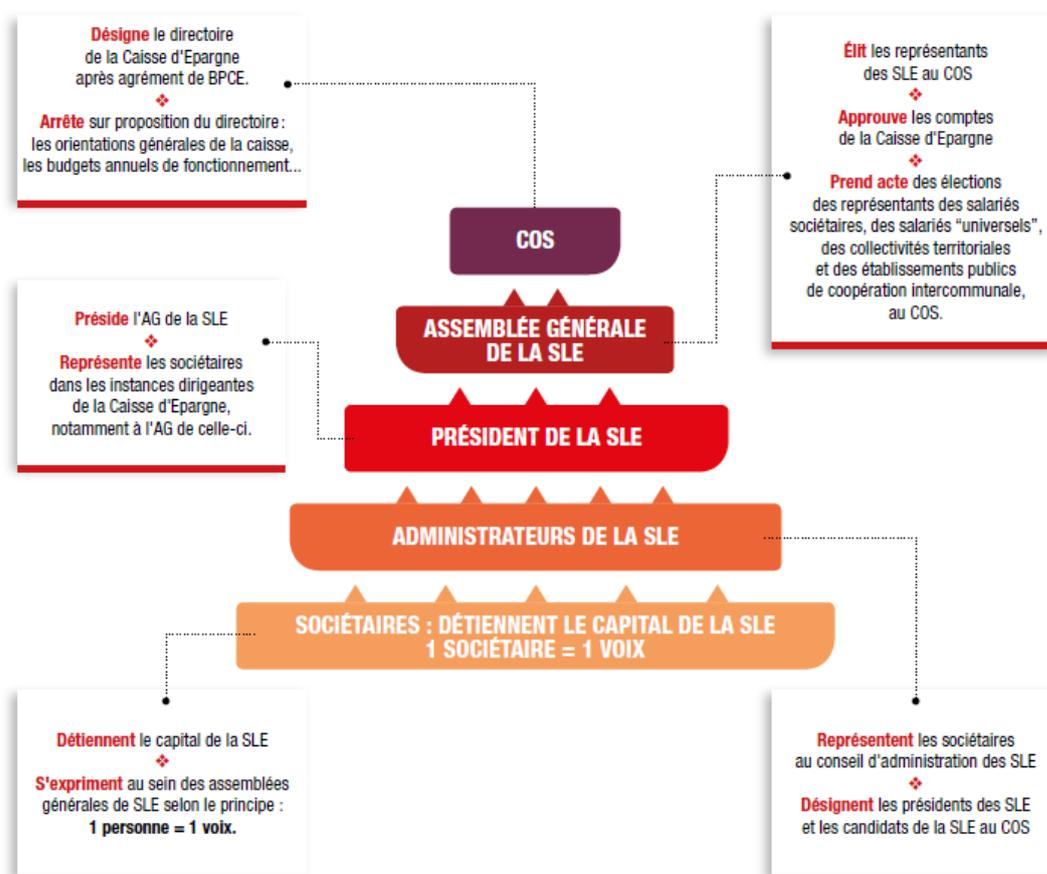 Désigne le directoire
de la Caisse d'Epargne
après agrément de BPCE.
❖
Arrête sur proposition du directoire :
les orientations générales de la caisse,
les budgets annuels de fonctionnement...
Élit les représentants
des SLE au COS
❖
Approuve les comptes
de la Caisse d'Epargne
❖
Prend acte des élections
des représentants des salariés
sociétaires, des salariés “universels”,
des collectivités territoriales
et des établissements publics
de coopération intercommunale,
au COS.
COS
ASSEMBLÉE GÉNÉRALE
DE LA SLE
Préside l'AG de la SLE
❖
Représente les sociétaires
dans les instances dirigeantes
de la Caisse d'Epargne,
notamment à l'AG de celle-ci.
PRÉSIDENT DE LA SLE
ADMINISTRATEURS DE LA SLE
SOCIÉTAIRES : DÉTIENNENT LE CAPITAL DE LA SLE
1 SOCIÉTAIRE = 1 VOIX
Détiennent le capital de la SLE
❖
S'expriment au sein des assemblées
générales de SLE selon le principe :
1 personne = 1 voix.
Représentent les sociétaires
au conseil d'administration des SLE
❖
Désignent les présidents des SLE
et les candidats de la SLE au COS